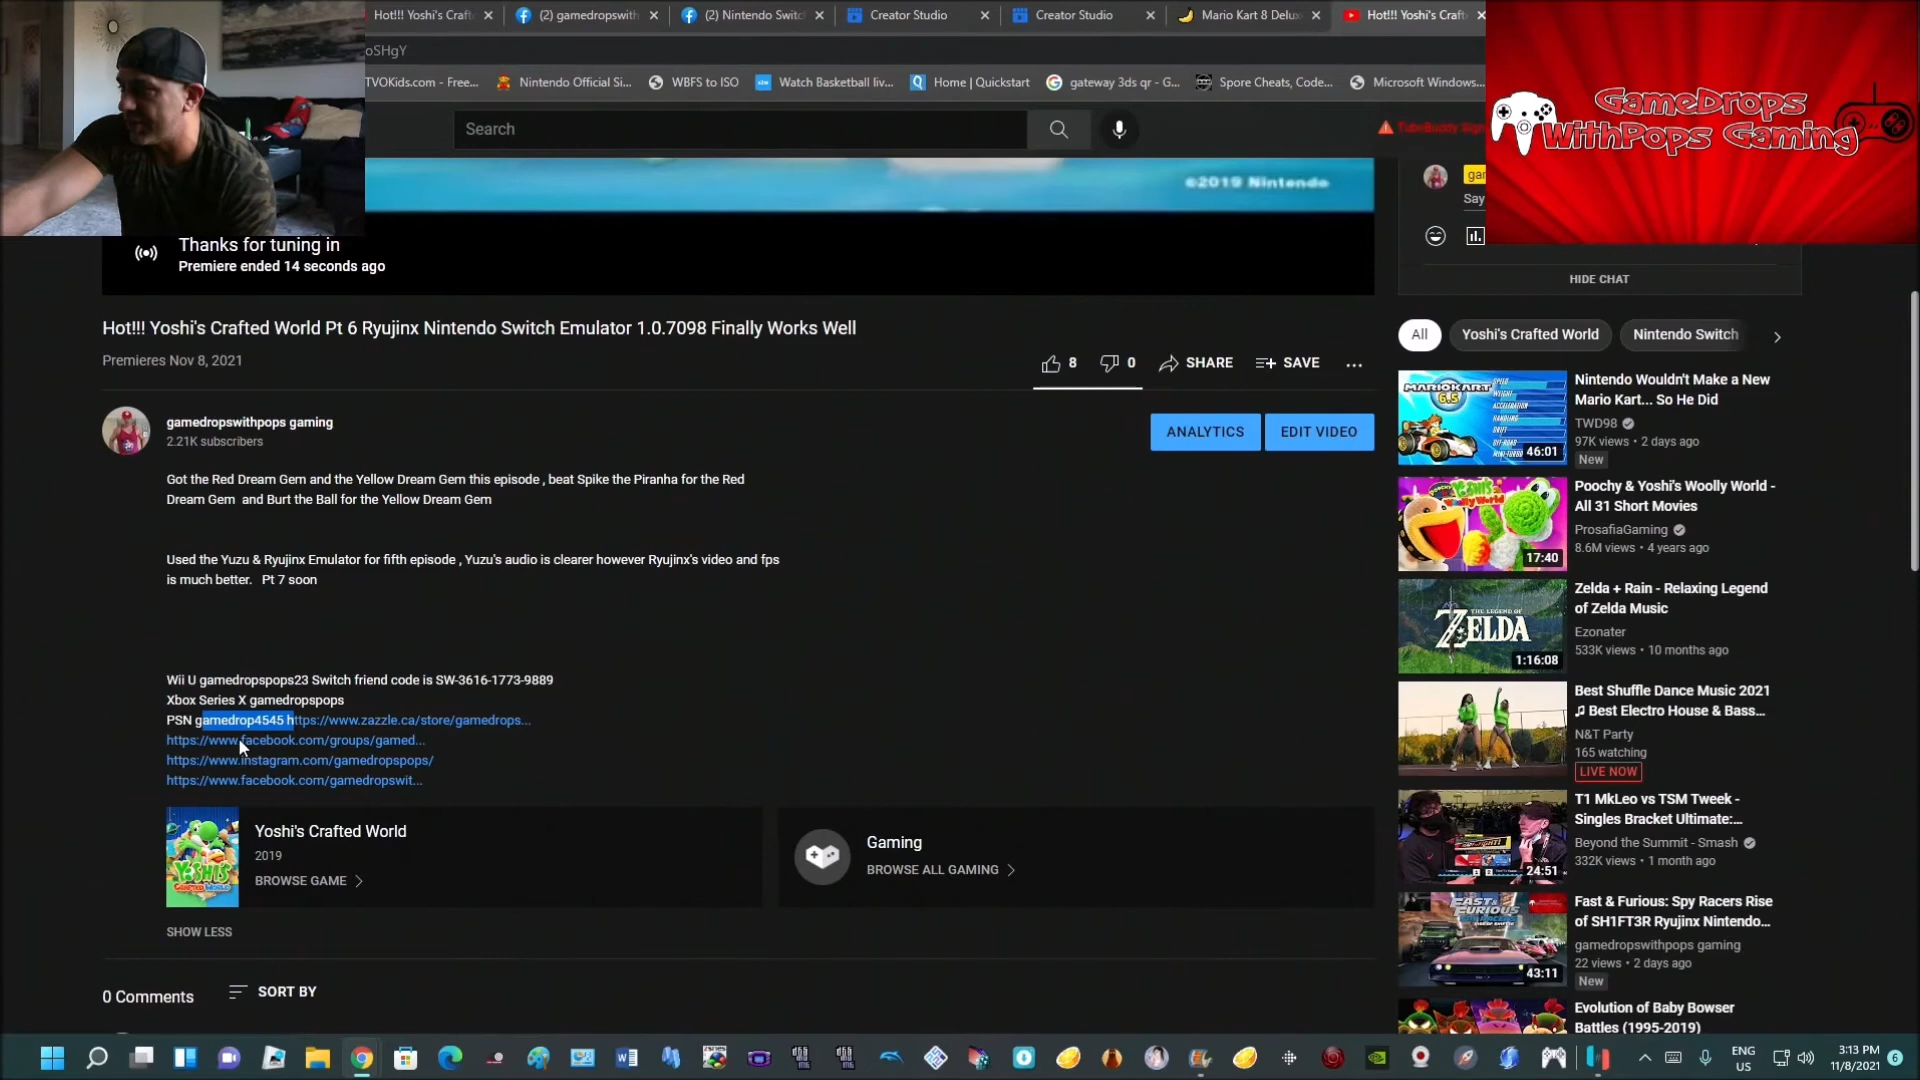 Hot!!! Yoshi's Craft
(2) gamedropswith
(2) Nintendo Switc
Creator Studio
Creator Studio
Mario Kart 8 Delux
Hot!!! Yoshi's Craft
oSHgY
TVOKids.com - Free...
Nintendo Official Si...
WBFS to ISO
Watch Basketball liv...
Home | Quickstart
gateway 3ds qr - G...
Spore Cheats, Code...
Microsoft Windows...
GameDrops
WithPops Gaming
Search
TubeBuddy Sign
©2019 Nintendo
gar
Say
Thanks for tuning in
Premiere ended 14 seconds ago
HIDE CHAT
Hot!!! Yoshi's Crafted World Pt 6 Ryujinx Nintendo Switch Emulator 1.0.7098 Finally Works Well
Premieres Nov 8, 2021
8
0
SHARE
SAVE
...
gamedropswithpops gaming
2.21K subscribers
ANALYTICS
EDIT VIDEO
Got the Red Dream Gem and the Yellow Dream Gem this episode , beat Spike the Piranha for the Red
Dream Gem and Burt the Ball for the Yellow Dream Gem
Used the Yuzu & Ryujinx Emulator for fifth episode , Yuzu's audio is clearer however Ryujinx's video and fps
is much better. Pt 7 soon
Wii U gamedropspops23 Switch friend code is SW-3616-1773-9889
Xbox Series X gamedropspops
PSN gamedrop4545 https://www.zazzle.ca/store/gamedrops...
https://www.facebook.com/groups/gamed...
https://www.instagram.com/gamedropspops/
https://www.facebook.com/gamedropswit...
Yoshi's Crafted World
2019
BROWSE GAME
Gaming
BROWSE ALL GAMING
SHOW LESS
0 Comments
SORT BY
All
Yoshi's Crafted World
Nintendo Switch
MARIOKART
6.5
46:01
Nintendo Wouldn't Make a New
Mario Kart... So He Did
TWD98
97K views • 2 days ago
New
17:40
Poochy & Yoshi's Woolly World -
All 31 Short Movies
ProsafiaGaming
8.6M views • 4 years ago
THE LEGEND OF
ZELDA
1:16:08
Zelda + Rain - Relaxing Legend
of Zelda Music
Ezonater
533K views • 10 months ago
Best Shuffle Dance Music 2021
♫ Best Electro House & Bass...
N&T Party
165 watching
LIVE NOW
24:51
T1 MkLeo vs TSM Tweek -
Singles Bracket Ultimate:...
Beyond the Summit - Smash
332K views • 1 month ago
FAST & FURIOUS
43:11
Fast & Furious: Spy Racers Rise
of SH1FT3R Ryujinx Nintendo...
gamedropswithpops gaming
22 views • 2 days ago
New
Evolution of Baby Bowser
Battles (1995-2019)
ENG
US
3:13 PM
11/8/2021
6